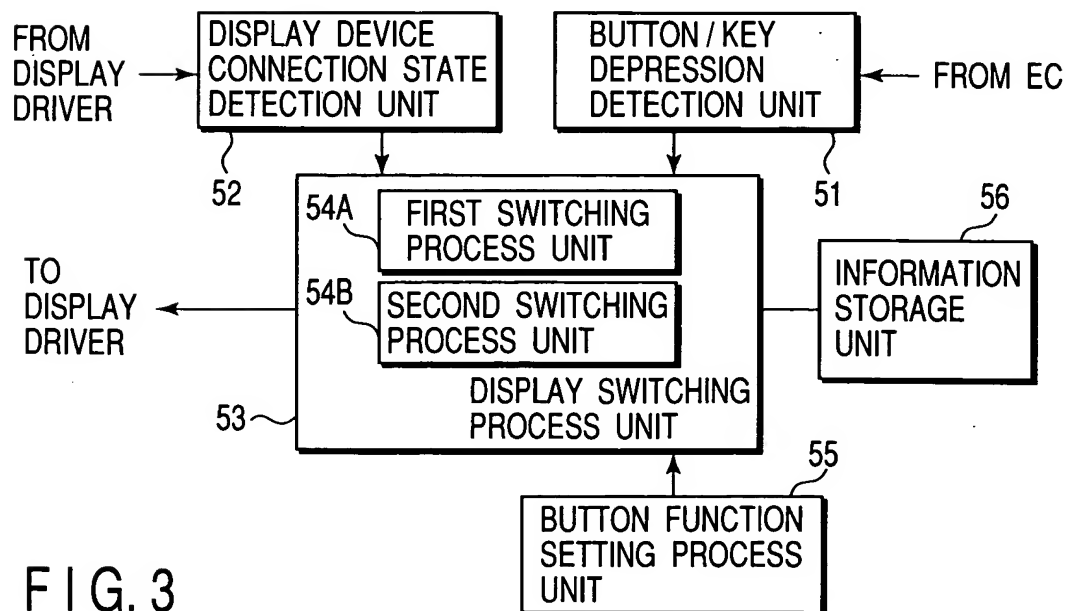 FROM
DISPLAY
DRIVER
DISPLAY DEVICE
CONNECTION STATE
DETECTION UNIT
52
BUTTON / KEY
DEPRESSION
DETECTION UNIT
51
FROM EC
54A
FIRST SWITCHING
PROCESS UNIT
54B
SECOND SWITCHING
PROCESS UNIT
DISPLAY SWITCHING
PROCESS UNIT
53
TO
DISPLAY
DRIVER
56
INFORMATION
STORAGE
UNIT
55
BUTTON FUNCTION
SETTING PROCESS
UNIT
FIG. 3